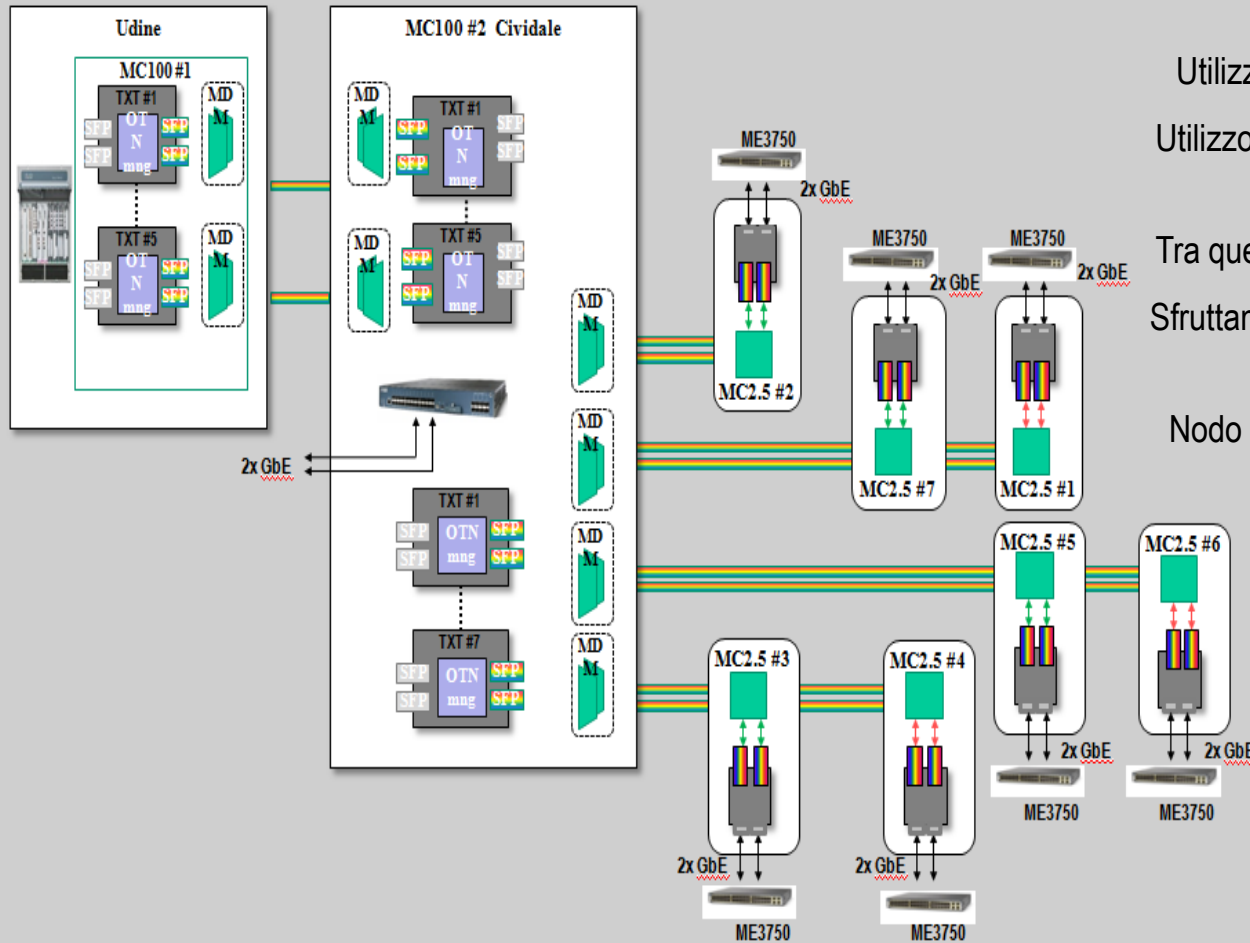 Udine
MC100 #1
TXT #1
SFP
SFP
OT
N
mng
SFP
SFP
MD
M
TXT #5
SFP
SFP
OT
N
mng
SFP
SFP
MD
M
MC100 #2 Cividale
MD
M
SFP
SFP
TXT #1
OT
N
mng
SFP
SFP
MD
M
SFP
SFP
TXT #5
OT
N
mng
SFP
SFP
2x GbE
TXT #1
SFP
SFP
OTN
mng
SFP
SFP
TXT #7
SFP
SFP
OTN
mng
SFP
SFP
MD
M
MD
M
MD
M
MD
M
ME3750
2x GbE
MC2.5 #2
ME3750
2x GbE
MC2.5 #7
ME3750
2x GbE
MC2.5 #1
MC2.5 #5
2x GbE
ME3750
MC2.5 #6
2x GbE
ME3750
MC2.5 #3
2x GbE
ME3750
MC2.5 #4
2x GbE
ME3750
Utilizz
Utilizzo
Tra que
Sfruttar
Nodo